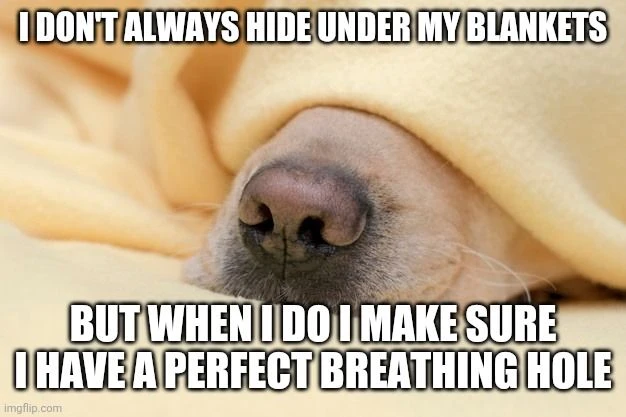 I DON'T ALWAYS HIDE UNDER MY BLANKETS
BUT WHEN I DO I MAKE SURE
I HAVE A PERFECT BREATHING HOLE
imgflip.com